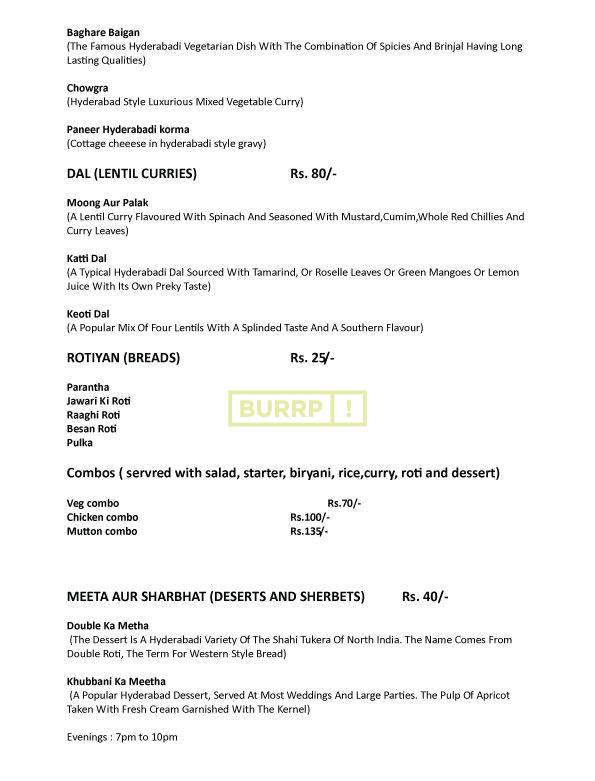 Baghare Baigan
(The Famous Hyderabadi Vegetarian Dish With The Combination Of Spicies And Brinjal Having Long
Lasting Qualities)
Chowgra
(Hyderabad Style Luxurious Mixed Vegetable Curry)
Paneer Hyderabadi korma
(Cottage cheeese in hyderabadi style gravy)
DAL (LENTIL CURRIES) Rs. 80/-
Moong Aur Palak
(A Lentil Curry Flavoured With Spinach And Seasoned With Mustard,Cumim,Whole Red Chillies And
Curry Leaves)
Katti Dal
(A Typical Hyderabadi Dal Sourced With Tamarind, Or Roselle Leaves Or Green Mangoes Or Lemon
Juice With Its Own Preky Taste)
Keoti Dal
(A Popular Mix Of Four Lentils With A Splinded Taste And A Southern Flavour)
ROTIYAN (BREADS) Rs. 25/-
Parantha
Jawari Ki Roti
Raaghi Roti
Besan Roti
Pulka
BURRP !
Combos ( servred with salad, starter, biryani, rice,curry, roti and dessert)
Veg combo Rs.70/-
Chicken combo Rs.100/-
Mutton combo Rs.135/-
MEETA AUR SHARBHAT (DESERTS AND SHERBETS) Rs. 40/-
Double Ka Metha
(The Dessert Is A Hyderabadi Variety Of The Shahi Tukera Of North India. The Name Comes From
Double Roti, The Term For Western Style Bread)
Khubbani Ka Meetha
(A Popular Hyderabad Dessert, Served At Most Weddings And Large Parties. The Pulp Of Apricot
Taken With Fresh Cream Garnished With The Kernel)
Evenings : 7pm to 10pm